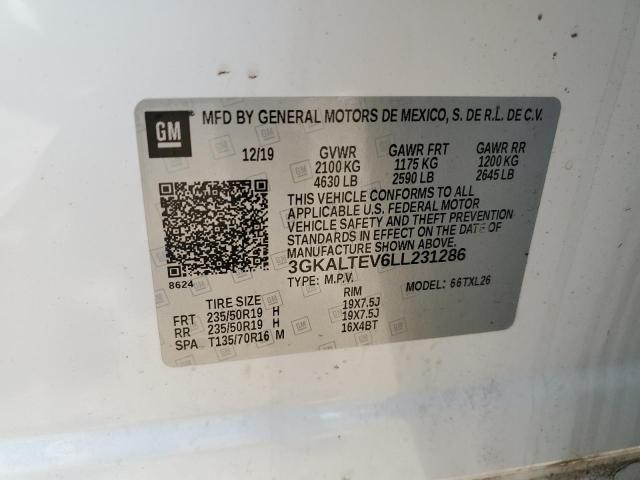 GM MFD BY GENERAL MOTORS DE MEXICO, S. DE R.L. DE C.V.
12/19 GVWR GAWR FRT GAWR RR
2100 KG 1175 KG 1200 KG
4630 LB 2590 LB 2645 LB
THIS VEHICLE CONFORMS TO ALL
APPLICABLE U.S. FEDERAL MOTOR
VEHICLE SAFETY AND THEFT PREVENTION
STANDARDS IN EFFECT ON THE DATE OF
MANUFACTURE SHOWN ABOVE.
8624 3GKALTEV6LL231286
TYPE: M.P.V. MODEL: 66TXL26
TIRE SIZE RIM
FRT 235/50R19 H 19X7.5J
RR 235/50R19 H 19X7.5J
SPA T135/70R16 M 16X4BT